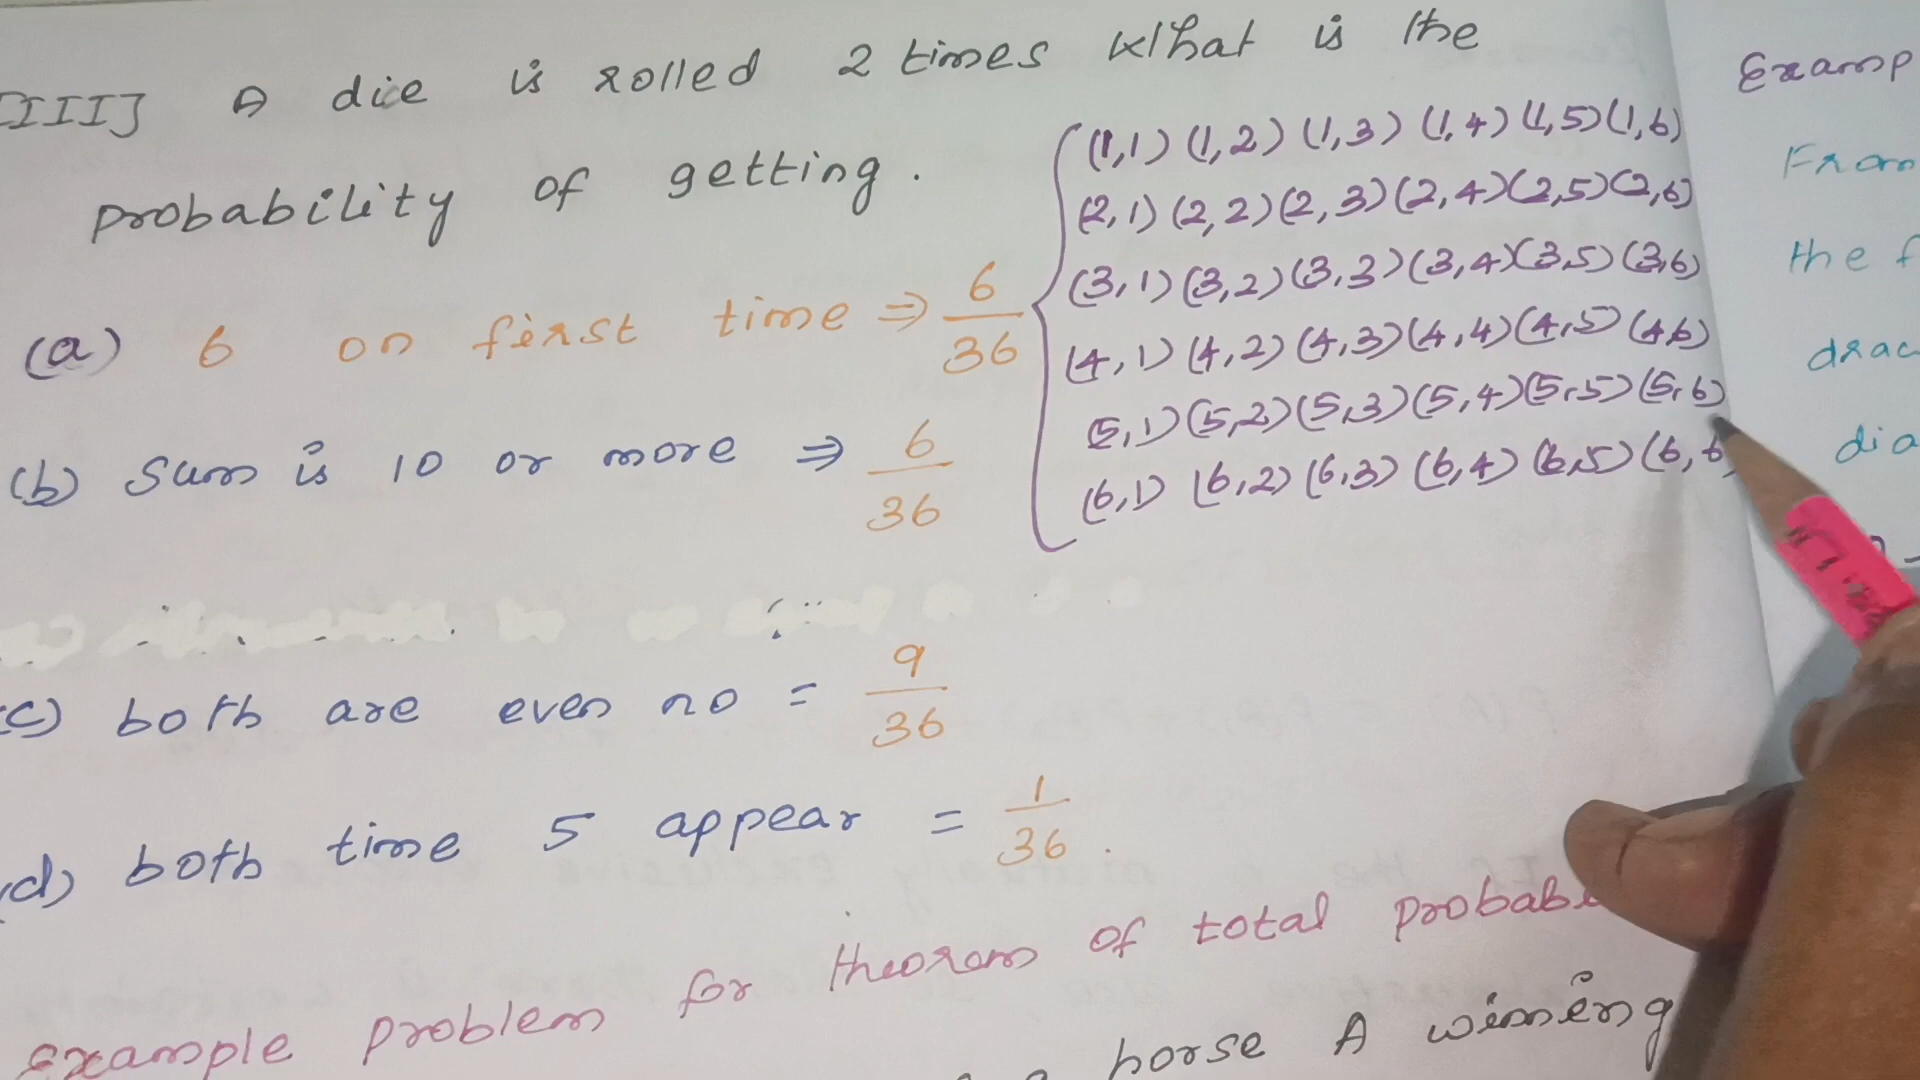 [III] A dice is rolled 2 times What is the
probability of getting.
(a) 6 on first time ⇒ 6/36
(b) Sum is 10 or more ⇒ 6/36
(c) both are even no = 9/36
(d) both time 5 appear = 1/36.
(1,1) (1,2) (1,3) (1,4) (1,5) (1,6)
(2,1) (2,2) (2,3) (2,4) (2,5) (2,6)
(3,1) (3,2) (3,3) (3,4) (3,5) (3,6)
(4,1) (4,2) (4,3) (4,4) (4,5) (4,6)
(5,1) (5,2) (5,3) (5,4) (5,5) (5,6)
(6,1) (6,2) (6,3) (6,4) (6,5) (6,6)
Example problem for theorem of total
horse A wining
Examp
From
the f